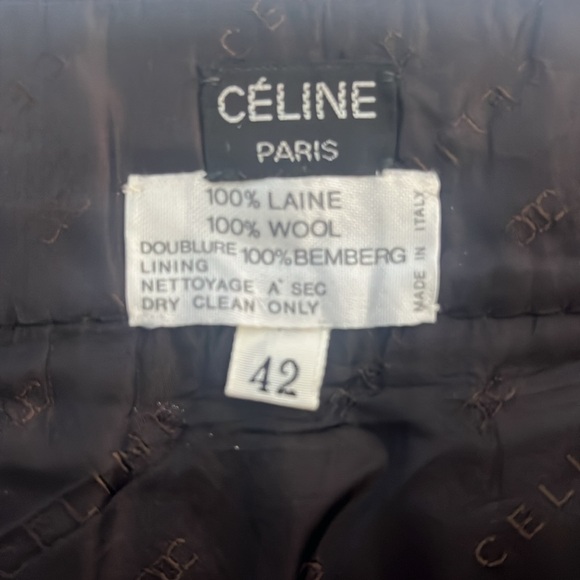 CÉLINE
PARIS
100% LAINE
100% WOOL
DOUBLURE 100% BEMBERG
LINING
NETTOYAGE A SEC
DRY CLEAN ONLY
MADE IN ITALY
42
CELINE
CELI